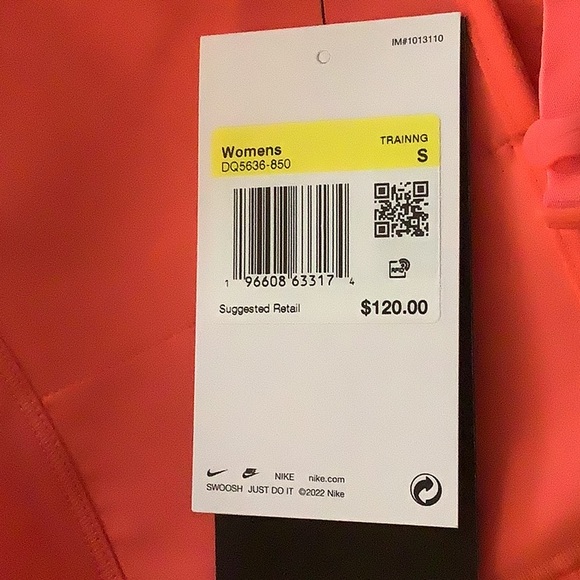 IM#1013110
Womens TRAINNG
DQ5636-850 S
RFID
1 96608 63317 4
Suggested Retail $120.00
NIKE nike.com
SWOOSH JUST DO IT ©2022 Nike